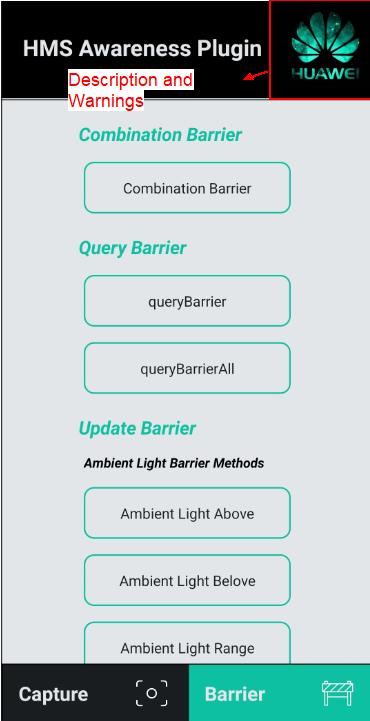 HMS Awareness Plugin
HUAWEI
Description and
Warnings
Combination Barrier
Combination Barrier
Query Barrier
queryBarrier
queryBarrierAll
Update Barrier
Ambient Light Barrier Methods
Ambient Light Above
Ambient Light Belove
Ambient Light Range
Capture
Barrier